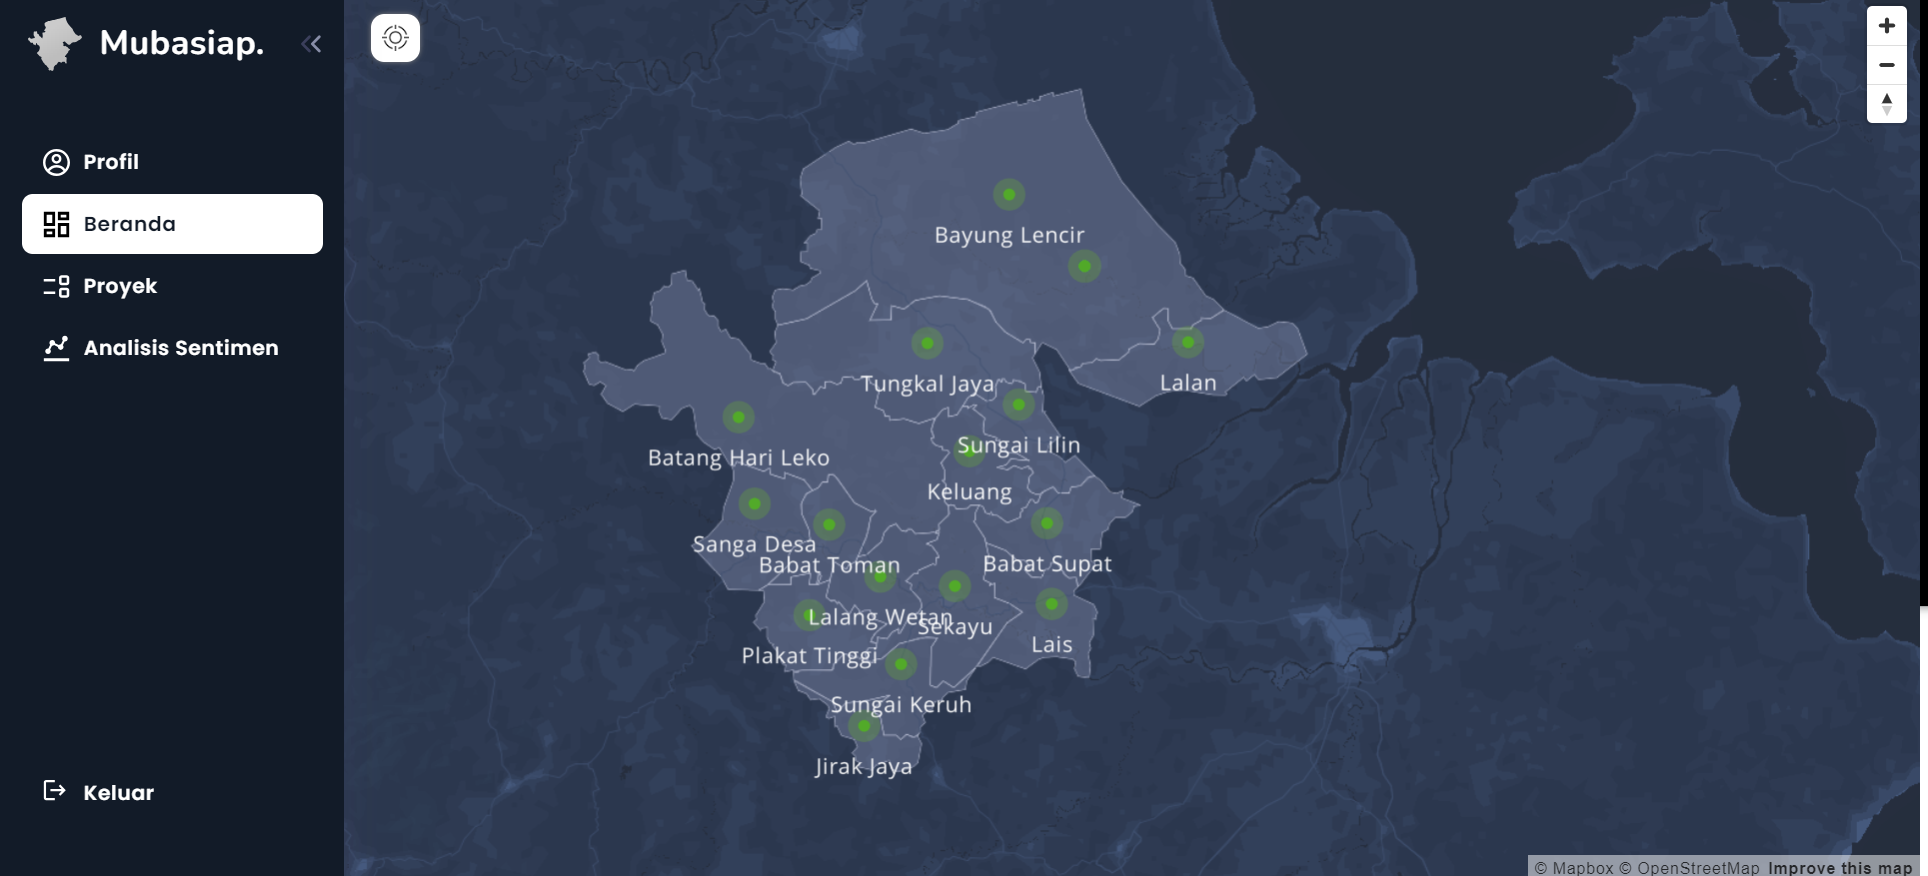 Mubasiap.
Profil
Beranda
Proyek
Analisis Sentimen
Keluar
Bayung Lencir
Tungkal Jaya
Lalan
Sungai Lilin
Batang Hari Leko
Keluang
Sanga Desa
Babat Toman
Babat Supat
Lalang Wetan
Sekayu
Lais
Plakat Tinggi
Sungai Keruh
Jirak Jaya
© Mapbox © OpenStreetMap Improve this map